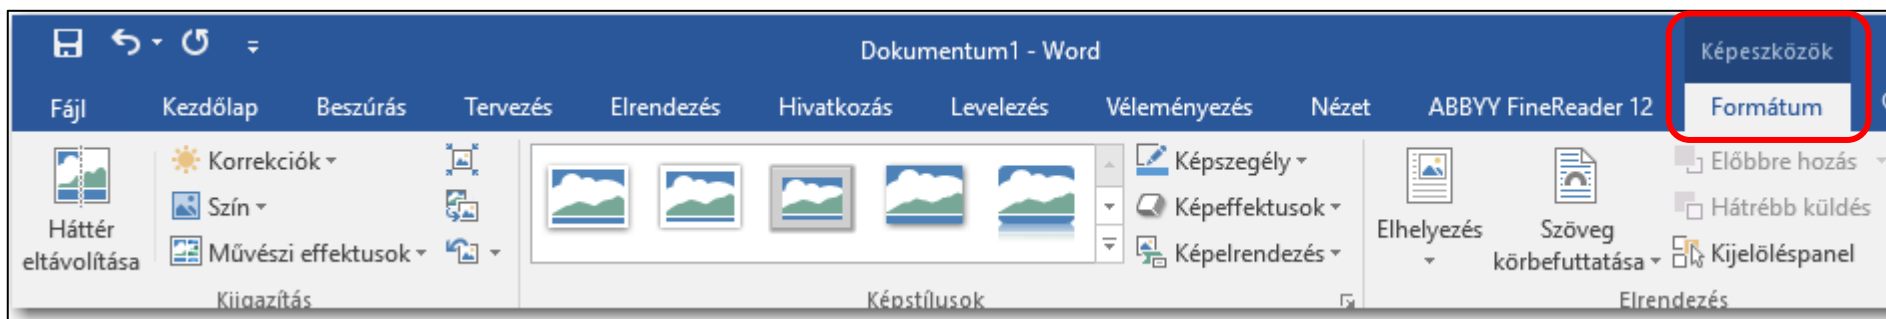 Dokumentum1 - Word
Képeszközök
Fájl Kezdőlap Beszúrás Tervezés Elrendezés Hivatkozás Levelezés Véleményezés Nézet ABBYY FineReader 12 Formátum
Háttér
eltávolítása
Korrekciók
Szín
Művészi effektusok
Kiigazítás
Képstílusok
Képszegély
Képeffektusok
Képelrendezés
Elhelyezés
Szöveg
körbefuttatása
Előbbre hozás
Hátrébb küldés
Kijelöléspanel
Elrendezés